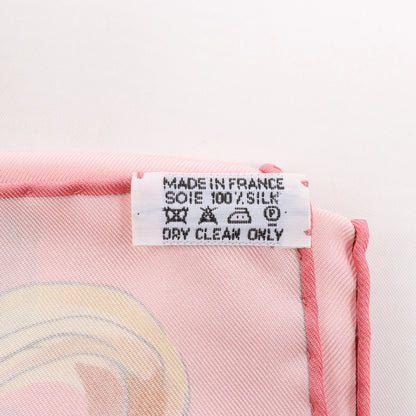 MADE IN FRANCE
SOIE 100% SILK
P
DRY CLEAN ONLY